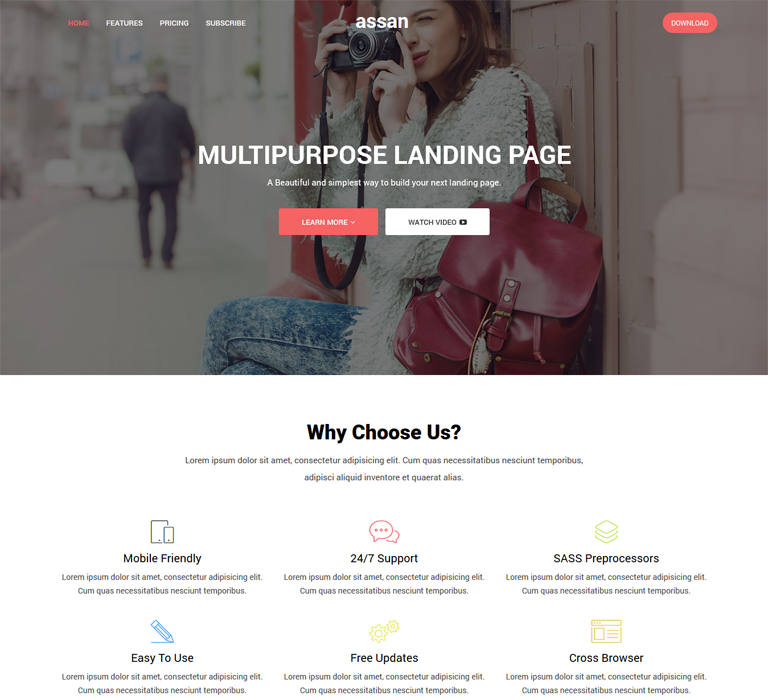 HOME FEATURES PRICING SUBSCRIBE assan DOWNLOAD
MULTIPURPOSE LANDING PAGE
A Beautiful and simplest way to build your next landing page.
LEARN MORE WATCH VIDEO
Why Choose Us?
Lorem ipsum dolor sit amet, consectetur adipisicing elit. Cum quas necessitatibus nesciunt temporibus,
adipisci aliquid inventore et quaerat alias.
Mobile Friendly
Lorem ipsum dolor sit amet, consectetur adipisicing elit.
Cum quas necessitatibus nesciunt temporibus.
24/7 Support
Lorem ipsum dolor sit amet, consectetur adipisicing elit.
Cum quas necessitatibus nesciunt temporibus.
SASS Preprocessors
Lorem ipsum dolor sit amet, consectetur adipisicing elit.
Cum quas necessitatibus nesciunt temporibus.
Easy To Use
Lorem ipsum dolor sit amet, consectetur adipisicing elit.
Cum quas necessitatibus nesciunt temporibus.
Free Updates
Lorem ipsum dolor sit amet, consectetur adipisicing elit.
Cum quas necessitatibus nesciunt temporibus.
Cross Browser
Lorem ipsum dolor sit amet, consectetur adipisicing elit.
Cum quas necessitatibus nesciunt temporibus.